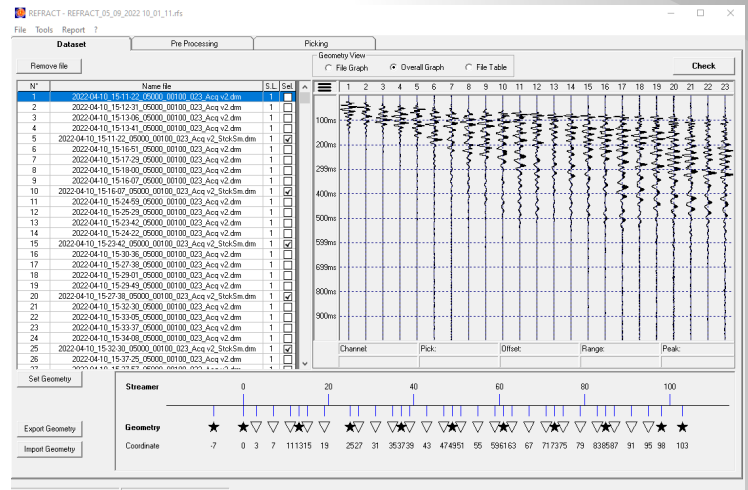 REFRACT - REFRACT_05_09_2022 10_01_11.rfs
File Tools Report ?
Dataset Pre Processing Picking
Remove file
Geometry View
File Graph Overall Graph File Table
Check
N° Name file S.L. Sel.
1 2022-04-10_15-11-22_05000_00100_023_Acq v2.drm 1
2 2022-04-10_15-12-31_05000_00100_023_Acq v2.drm 1
3 2022-04-10_15-13-06_05000_00100_023_Acq v2.drm 1
4 2022-04-10_15-13-41_05000_00100_023_Acq v2.drm 1
5 2022-04-10_15-11-22_05000_00100_023_Acq v2_StckSm.drm 1
6 2022-04-10_15-16-51_05000_00100_023_Acq v2.drm 1
7 2022-04-10_15-17-29_05000_00100_023_Acq v2.drm 1
8 2022-04-10_15-18-00_05000_00100_023_Acq v2.drm 1
9 2022-04-10_15-16-07_05000_00100_023_Acq v2.drm 1
10 2022-04-10_15-16-07_05000_00100_023_Acq v2_StckSm.drm 1
11 2022-04-10_15-24-59_05000_00100_023_Acq v2.drm 1
12 2022-04-10_15-25-29_05000_00100_023_Acq v2.drm 1
13 2022-04-10_15-23-42_05000_00100_023_Acq v2.drm 1
14 2022-04-10_15-24-22_05000_00100_023_Acq v2.drm 1
15 2022-04-10_15-23-42_05000_00100_023_Acq v2_StckSm.drm 1
16 2022-04-10_15-30-36_05000_00100_023_Acq v2.drm 1
17 2022-04-10_15-27-38_05000_00100_023_Acq v2.drm 1
18 2022-04-10_15-29-01_05000_00100_023_Acq v2.drm 1
19 2022-04-10_15-29-49_05000_00100_023_Acq v2.drm 1
20 2022-04-10_15-27-38_05000_00100_023_Acq v2_StckSm.drm 1
21 2022-04-10_15-32-30_05000_00100_023_Acq v2.drm 1
22 2022-04-10_15-33-05_05000_00100_023_Acq v2.drm 1
23 2022-04-10_15-33-37_05000_00100_023_Acq v2.drm 1
24 2022-04-10_15-34-08_05000_00100_023_Acq v2.drm 1
25 2022-04-10_15-32-30_05000_00100_023_Acq v2_StckSm.drm 1
26 2022-04-10_15-37-25_05000_00100_023_Acq v2.drm 1
1 2 3 4 5 6 7 8 9 10 11 12 13 14 15 16 17 18 19 20 21 22 23
100ms
200ms
299ms
400ms
500ms
599ms
699ms
800ms
900ms
Channel: Pick: Offset: Range: Peak:
Set Geometry
Export Geometry
Import Geometry
Streamer 0 20 40 60 80 100
Geometry
Coordinate -7 0 3 7 111315 19 2527 31 353739 43 474951 55 596163 67 717375 79 838587 91 95 98 103